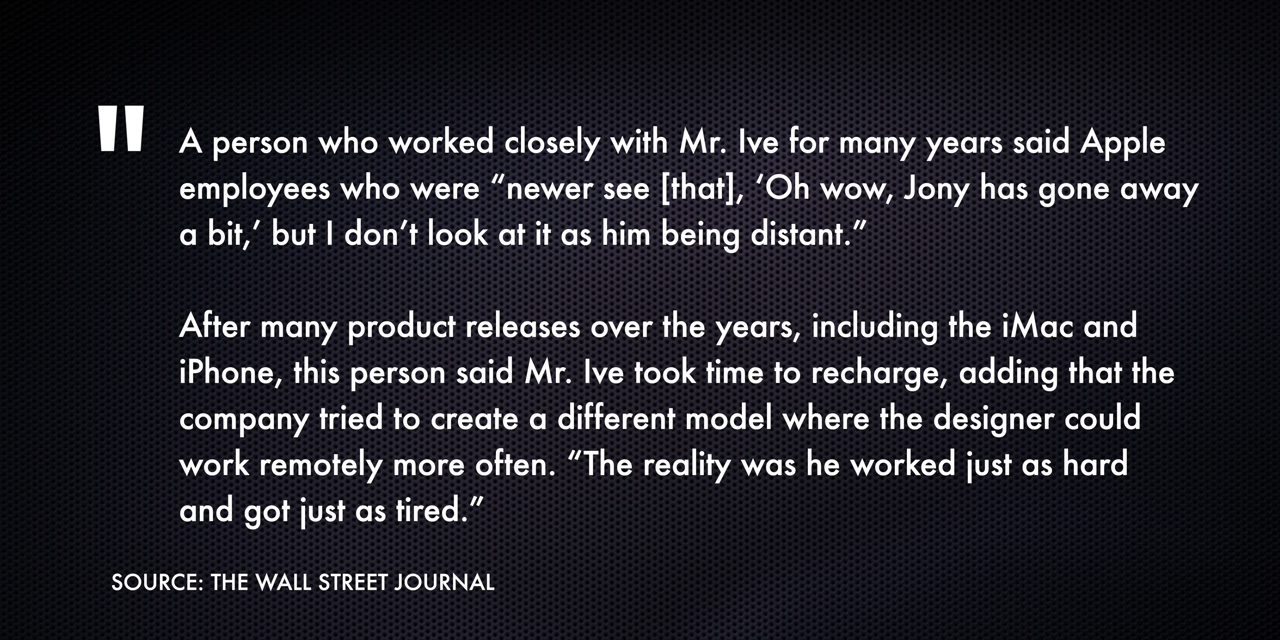 "
A person who worked closely with Mr. Ive for many years said Apple
employees who were “newer see [that], ‘Oh wow, Jony has gone away
a bit,’ but I don’t look at it as him being distant.”
After many product releases over the years, including the iMac and
iPhone, this person said Mr. Ive took time to recharge, adding that the
company tried to create a different model where the designer could
work remotely more often. “The reality was he worked just as hard
and got just as tired.”
SOURCE: THE WALL STREET JOURNAL